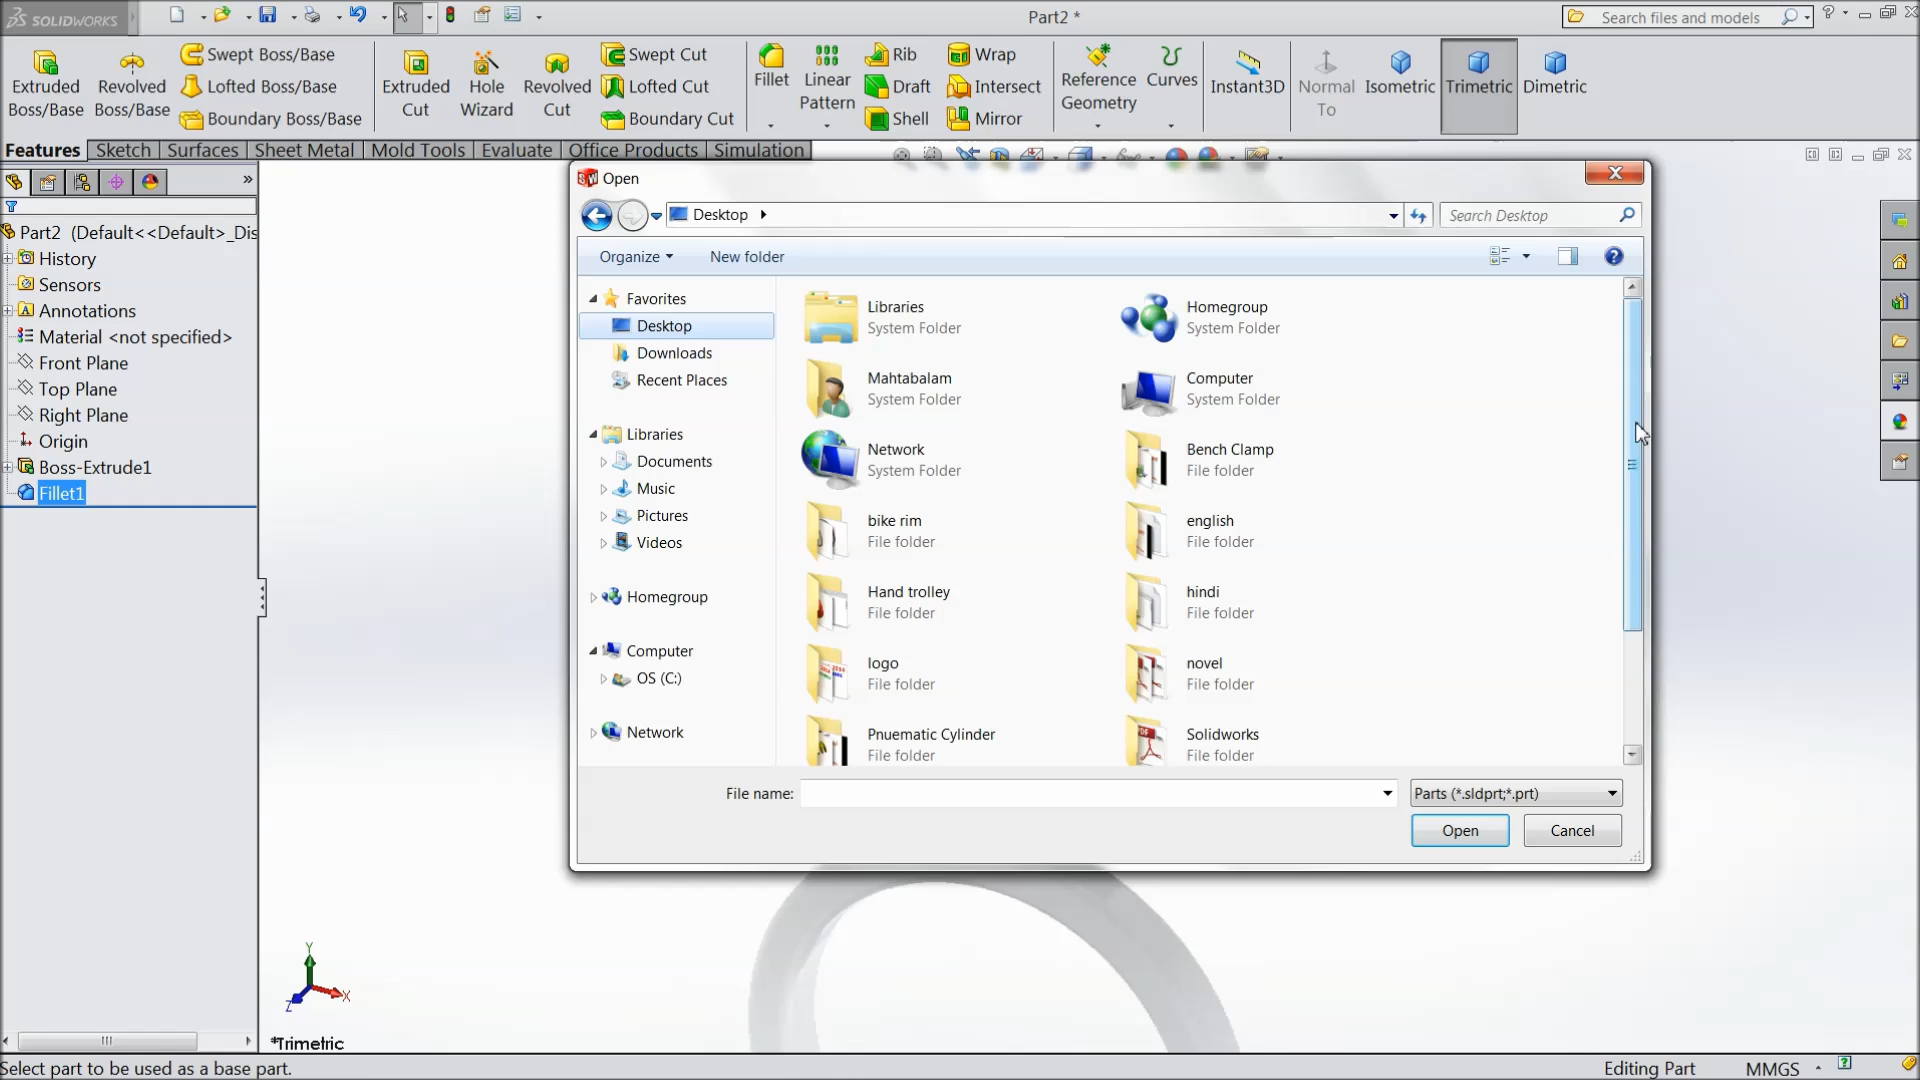 SOLIDWORKS
Part2 *
Search files and models
Extruded Boss/Base
Revolved Boss/Base
Swept Boss/Base
Lofted Boss/Base
Boundary Boss/Base
Extruded Cut
Hole Wizard
Revolved Cut
Swept Cut
Lofted Cut
Boundary Cut
Fillet
Linear Pattern
Rib
Draft
Shell
Wrap
Intersect
Mirror
Reference Geometry
Curves
Instant3D
Normal To
Isometric
Trimetric
Dimetric
Features Sketch Surfaces Sheet Metal Mold Tools Evaluate Office Products Simulation
Part2 (Default<<Default>_Dis
History
Sensors
Annotations
Material <not specified>
Front Plane
Top Plane
Right Plane
Origin
Boss-Extrude1
Fillet1
Open
Desktop
Search Desktop
Organize
New folder
Favorites
Desktop
Downloads
Recent Places
Libraries
Documents
Music
Pictures
Videos
Homegroup
Computer
OS (C:)
Network
Libraries
System Folder
Homegroup
System Folder
Mahtabalam
System Folder
Computer
System Folder
Network
System Folder
Bench Clamp
File folder
bike rim
File folder
english
File folder
Hand trolley
File folder
hindi
File folder
logo
File folder
novel
File folder
Pnuematic Cylinder
File folder
Solidworks
File folder
File name:
Parts (*.sldprt;*.prt)
Open
Cancel
Y
X
Z
*Trimetric
Select part to be used as a base part.
Editing Part
MMGS